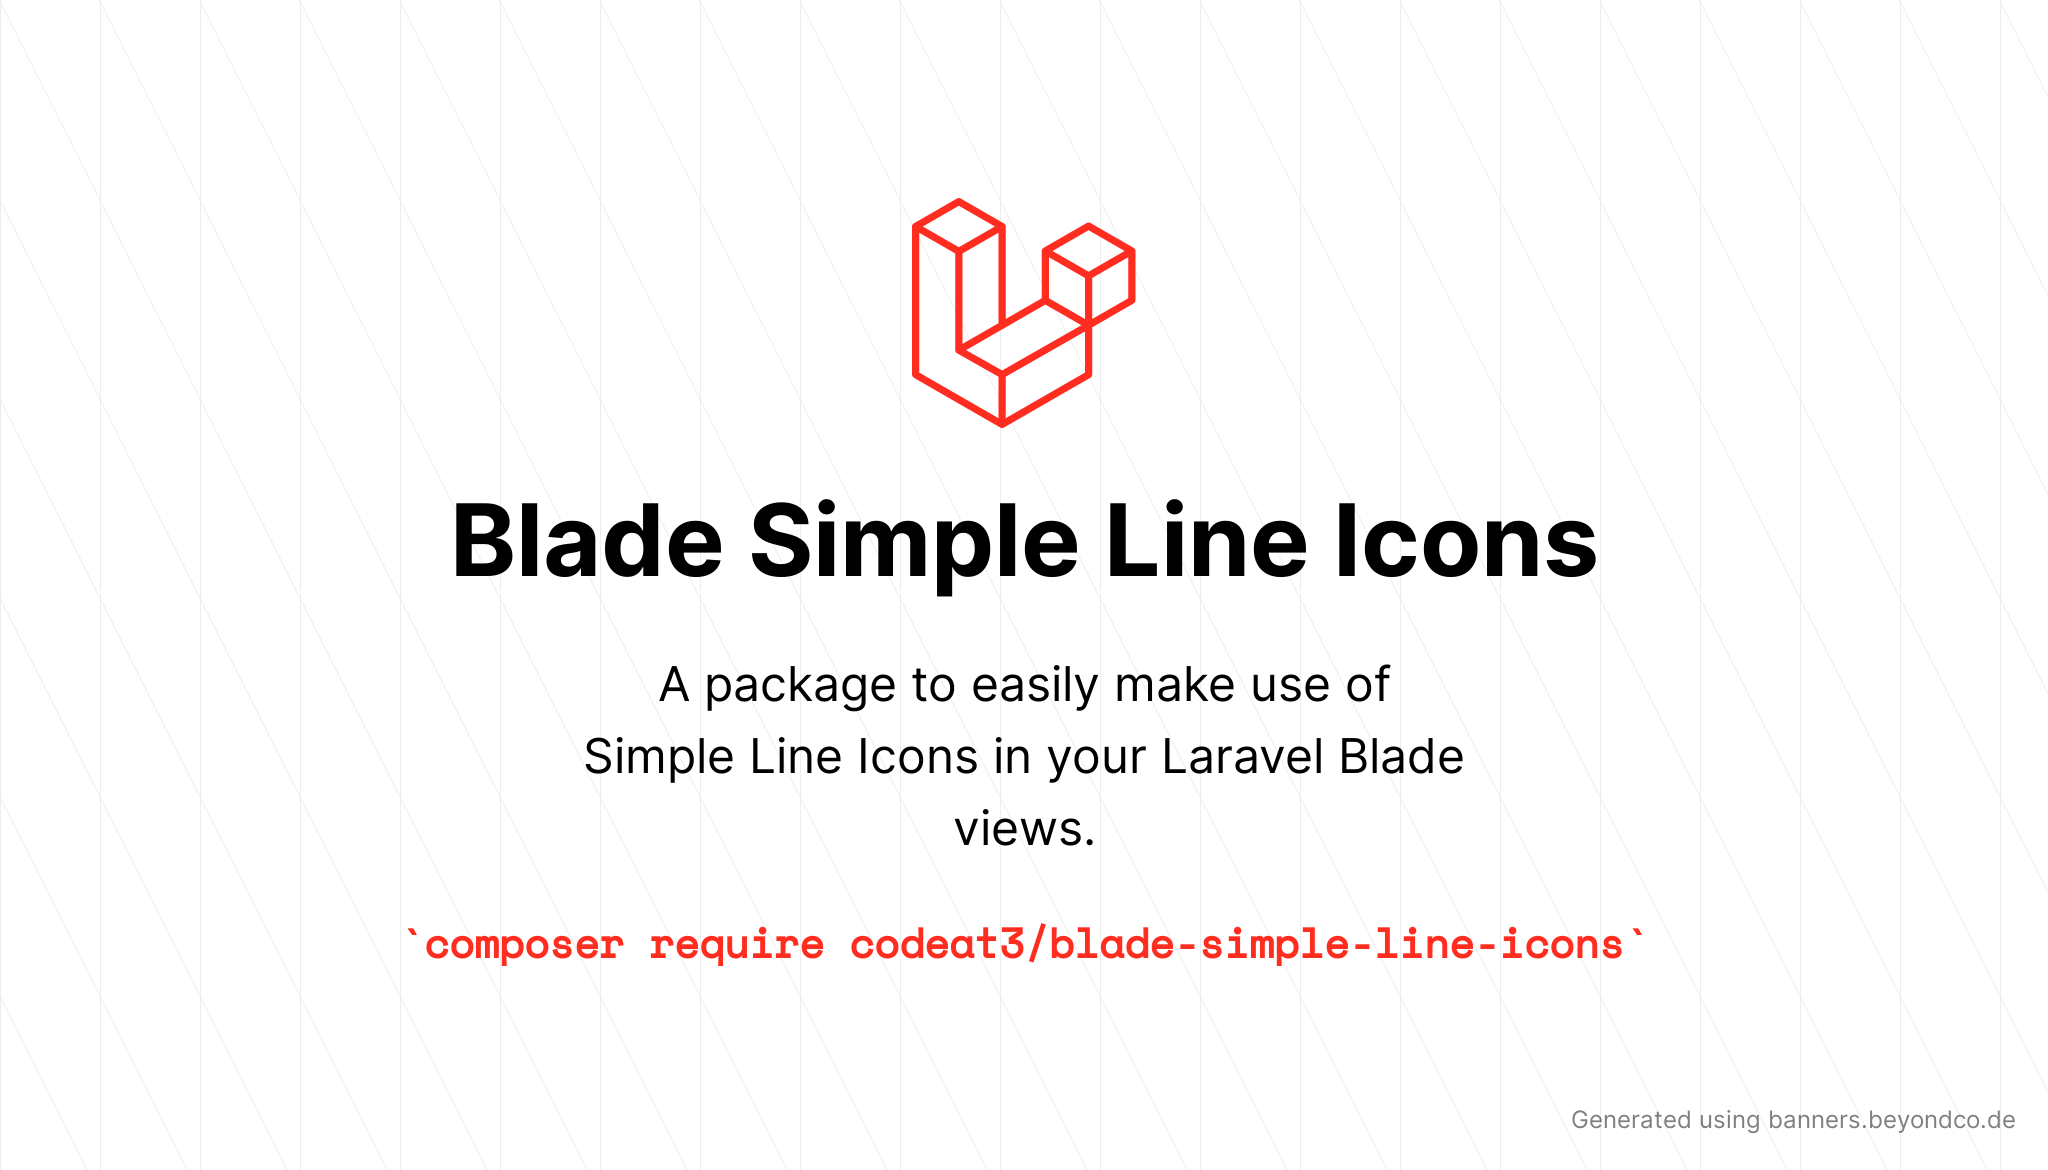 Blade Simple Line Icons
A package to easily make use of
Simple Line Icons in your Laravel Blade
views.
`composer require codeat3/blade-simple-line-icons`
Generated using banners.beyondco.de